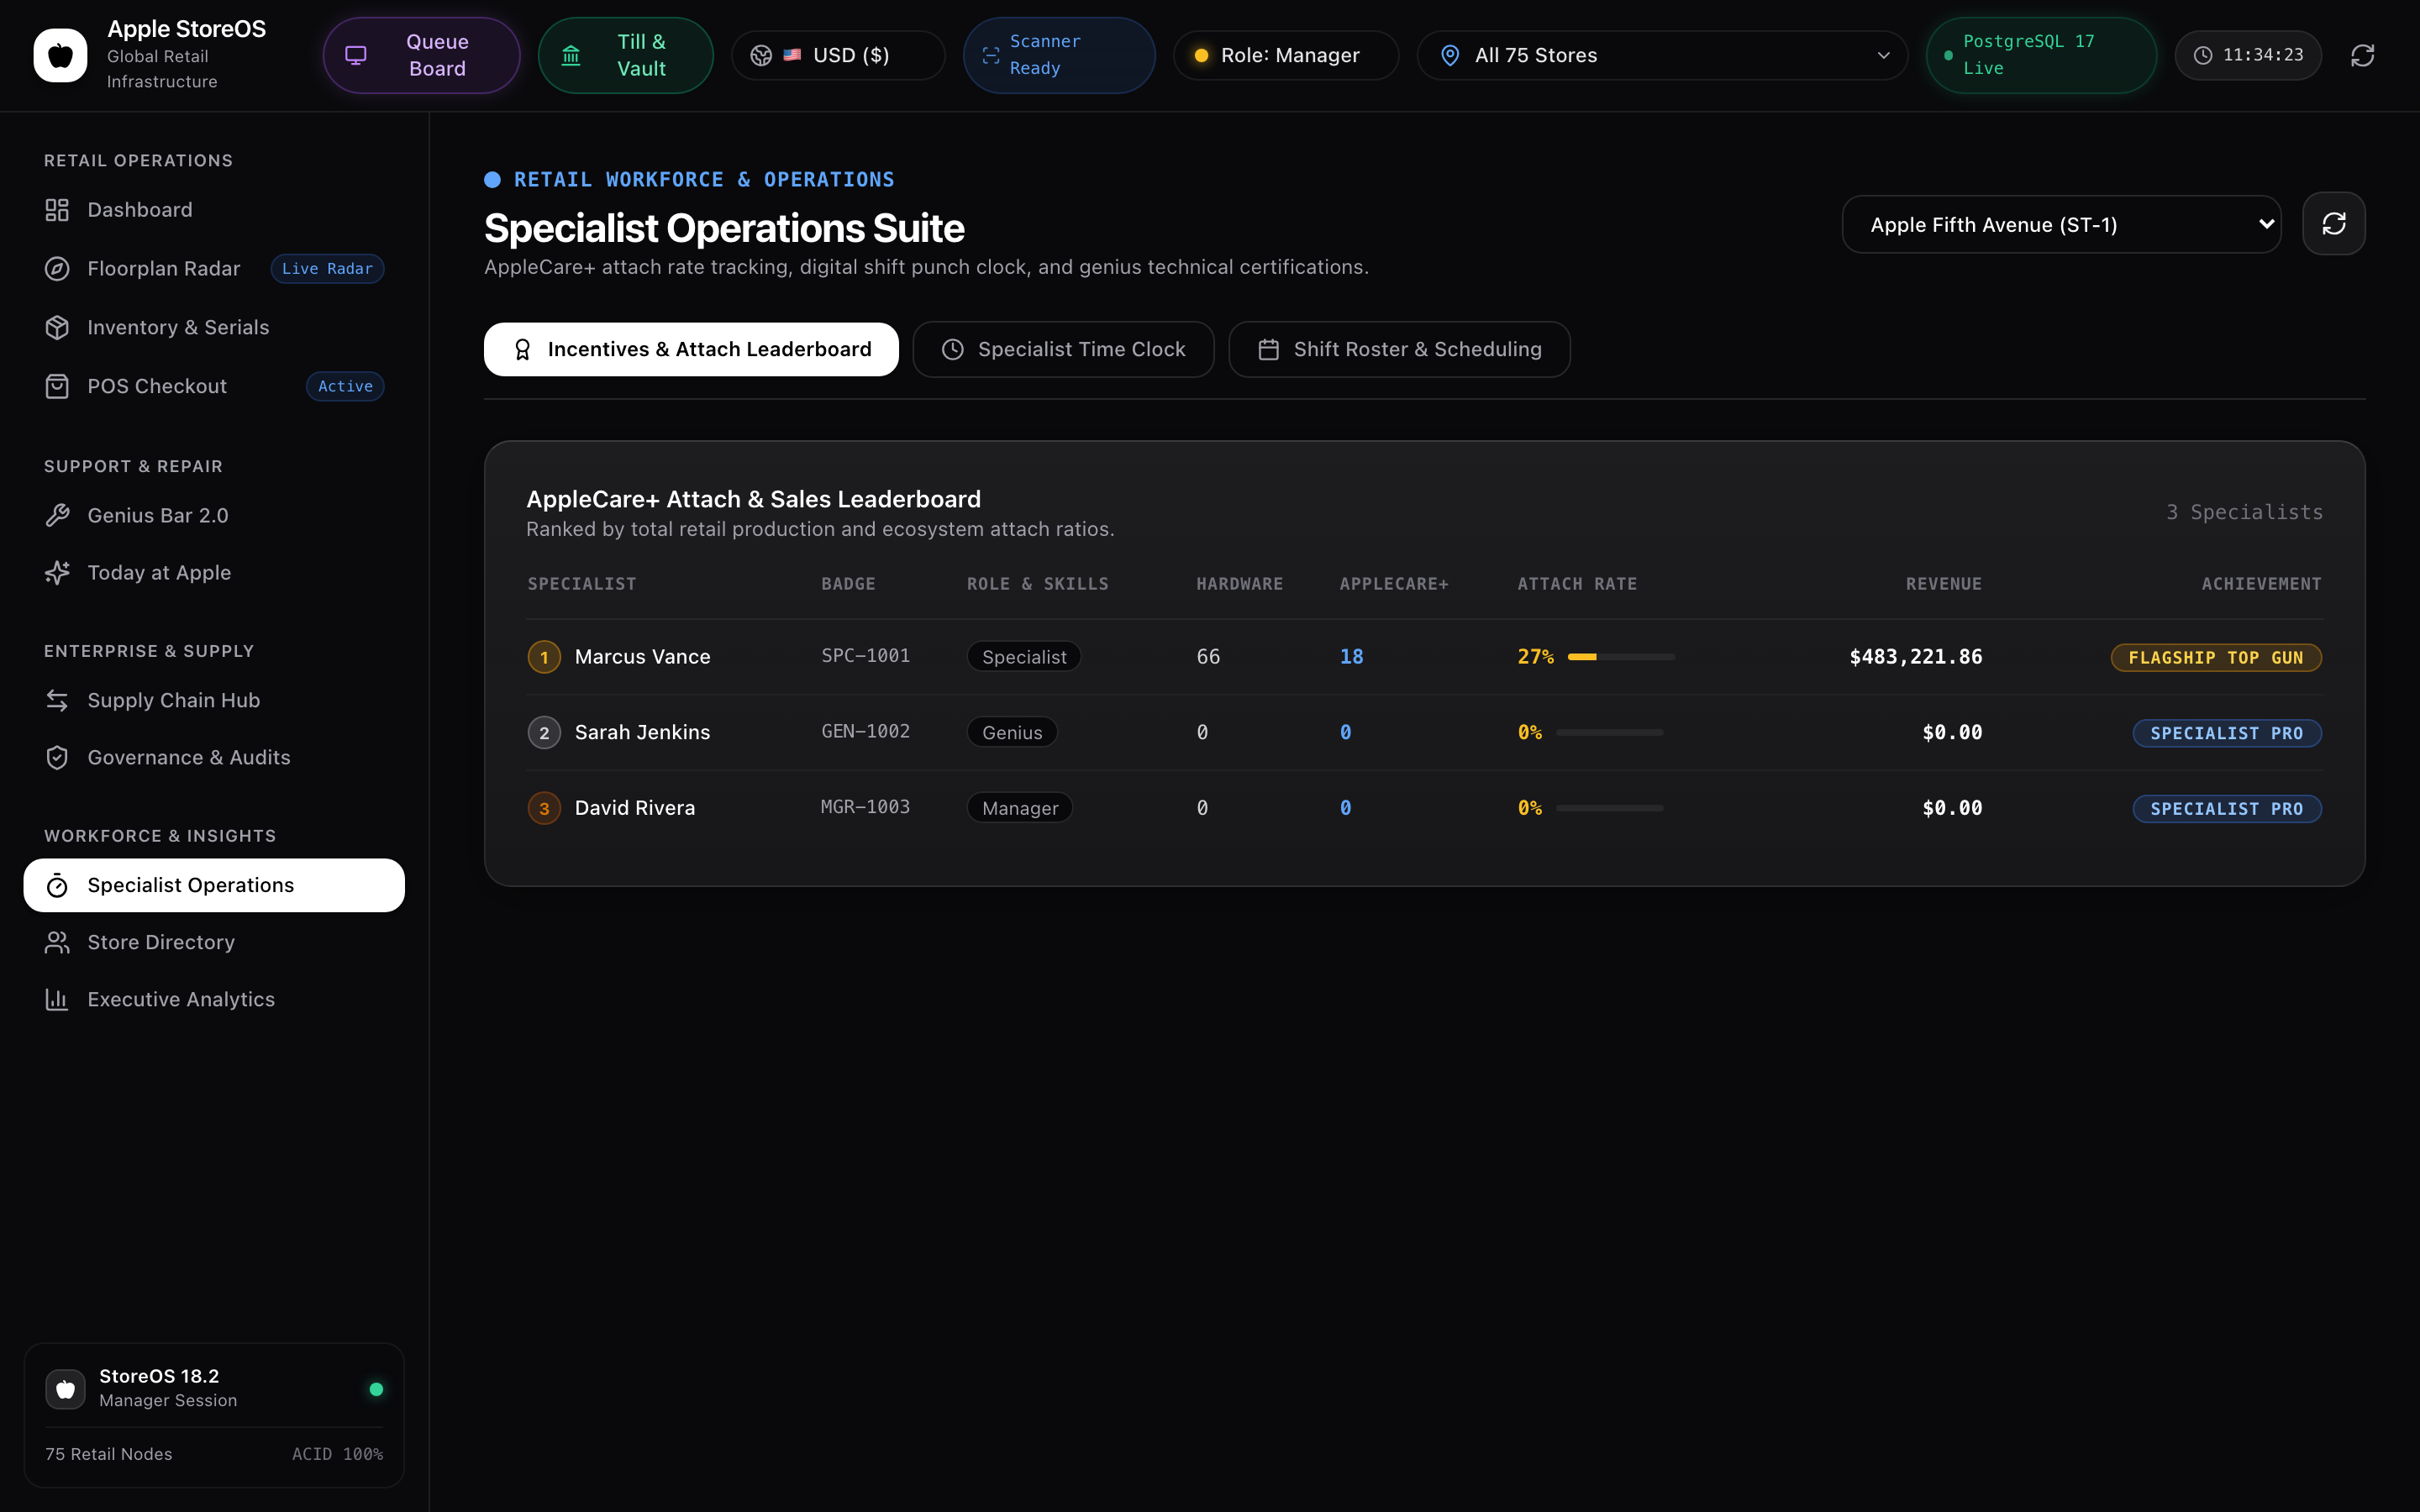 Apple StoreOS
Global Retail
Infrastructure
Queue
Board
Till &
Vault
USD ($)
Scanner
Ready
Role: Manager
All 75 Stores
PostgreSQL 17
Live
11:34:23
RETAIL OPERATIONS
Dashboard
Floorplan Radar
Live Radar
Inventory & Serials
POS Checkout
Active
SUPPORT & REPAIR
Genius Bar 2.0
Today at Apple
ENTERPRISE & SUPPLY
Supply Chain Hub
Governance & Audits
WORKFORCE & INSIGHTS
Specialist Operations
Store Directory
Executive Analytics
StoreOS 18.2
Manager Session
75 Retail Nodes
ACID 100%
RETAIL WORKFORCE & OPERATIONS
Specialist Operations Suite
AppleCare+ attach rate tracking, digital shift punch clock, and genius technical certifications.
Apple Fifth Avenue (ST-1)
Incentives & Attach Leaderboard
Specialist Time Clock
Shift Roster & Scheduling
AppleCare+ Attach & Sales Leaderboard
Ranked by total retail production and ecosystem attach ratios.
3 Specialists
SPECIALIST BADGE ROLE & SKILLS HARDWARE APPLECARE+ ATTACH RATE REVENUE ACHIEVEMENT
1 Marcus Vance SPC-1001 Specialist 66 18 27% $483,221.86 FLAGSHIP TOP GUN
2 Sarah Jenkins GEN-1002 Genius 0 0 0% $0.00 SPECIALIST PRO
3 David Rivera MGR-1003 Manager 0 0 0% $0.00 SPECIALIST PRO